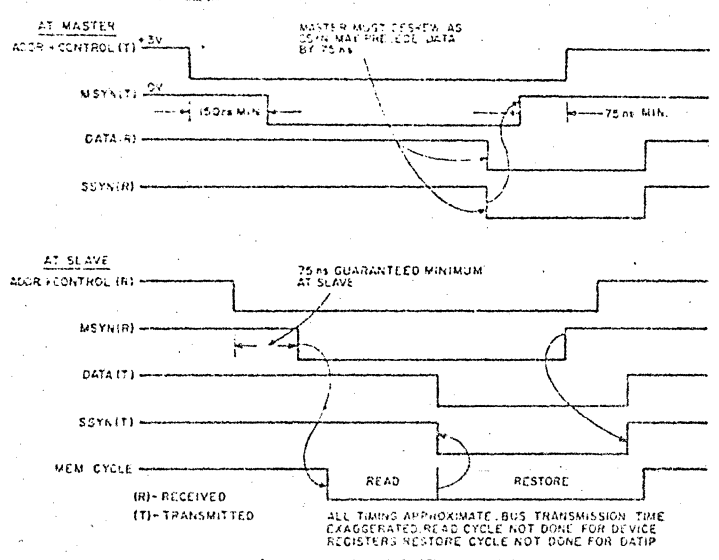 AT MASTER
ADDR + CONTROL (T)
+3V
MASTER MUST DESKEW AS
SSYN MAY PRECEDE DATA
BY 75 ns
MSYN(T)
0V
150ns MIN
75 ns MIN.
DATA(R)
SSYN(R)
AT SLAVE
ADDR + CONTROL (R)
75 ns GUARANTEED MINIMUM
AT SLAVE
MSYN(R)
DATA(T)
SSYN(T)
MEM CYCLE
READ
RESTORE
(R)- RECEIVED
(T)- TRANSMITTED
ALL TIMING APPROXIMATE. BUS TRANSMISSION TIME
EXAGGERATED. READ CYCLE NOT DONE FOR DEVICE
REGISTERS RESTORE CYCLE NOT DONE FOR DATIP